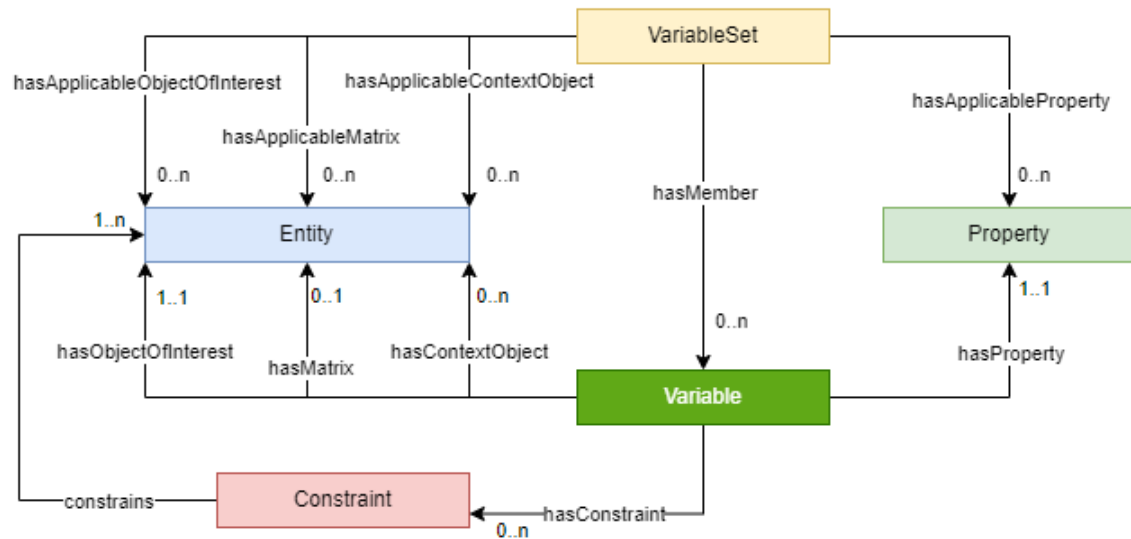 VariableSet
hasApplicableObjectOfInterest
hasApplicableContextObject
hasApplicableProperty
hasApplicableMatrix
0..n
0..n
0..n
0..n
hasMember
1..n
Entity
Property
1..1
0..1
0..n
1..1
0..n
hasObjectOfInterest
hasMatrix
hasContextObject
hasProperty
Variable
constrains
Constraint
hasConstraint
0..n